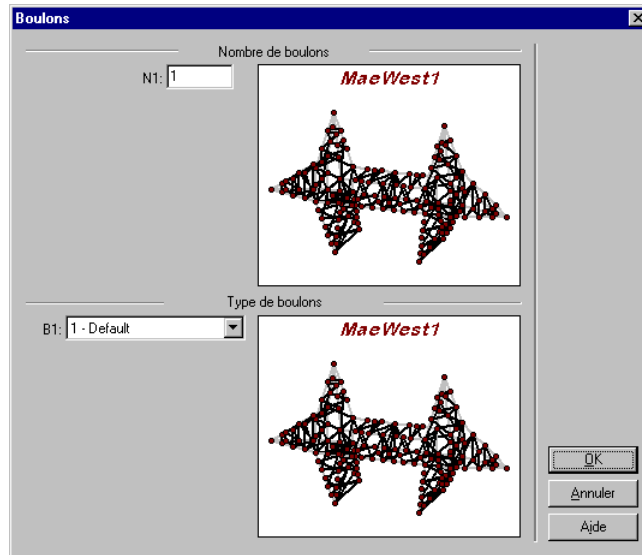 Boulons
Nombre de boulons
N1: 1
MaeWest1
Type de boulons
B1: 1 - Default
MaeWest1
OK
Annuler
Aide